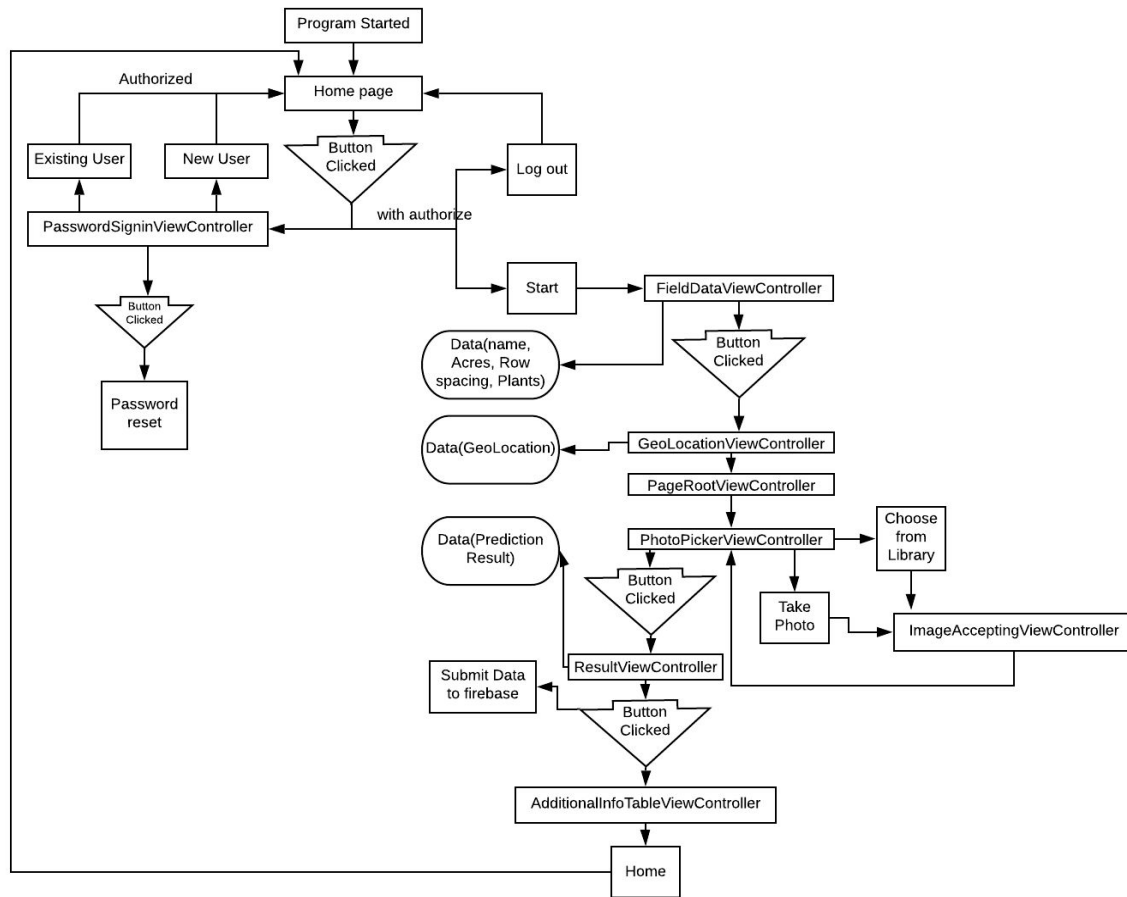 Program Started
Authorized
Home page
Existing User
New User
Button
Clicked
Log out
PasswordSigninViewController
with authorize
Start
FieldDataViewController
Button
Clicked
Data(name,
Acres, Row
spacing, Plants)
Button
Clicked
Password
reset
Data(GeoLocation)
GeoLocationViewController
PageRootViewController
Data(Prediction
Result)
PhotoPickerViewController
Choose
from
Library
Button
Clicked
Take
Photo
ImageAcceptingViewController
ResultViewController
Submit Data
to firebase
Button
Clicked
AdditionalInfoTableViewController
Home